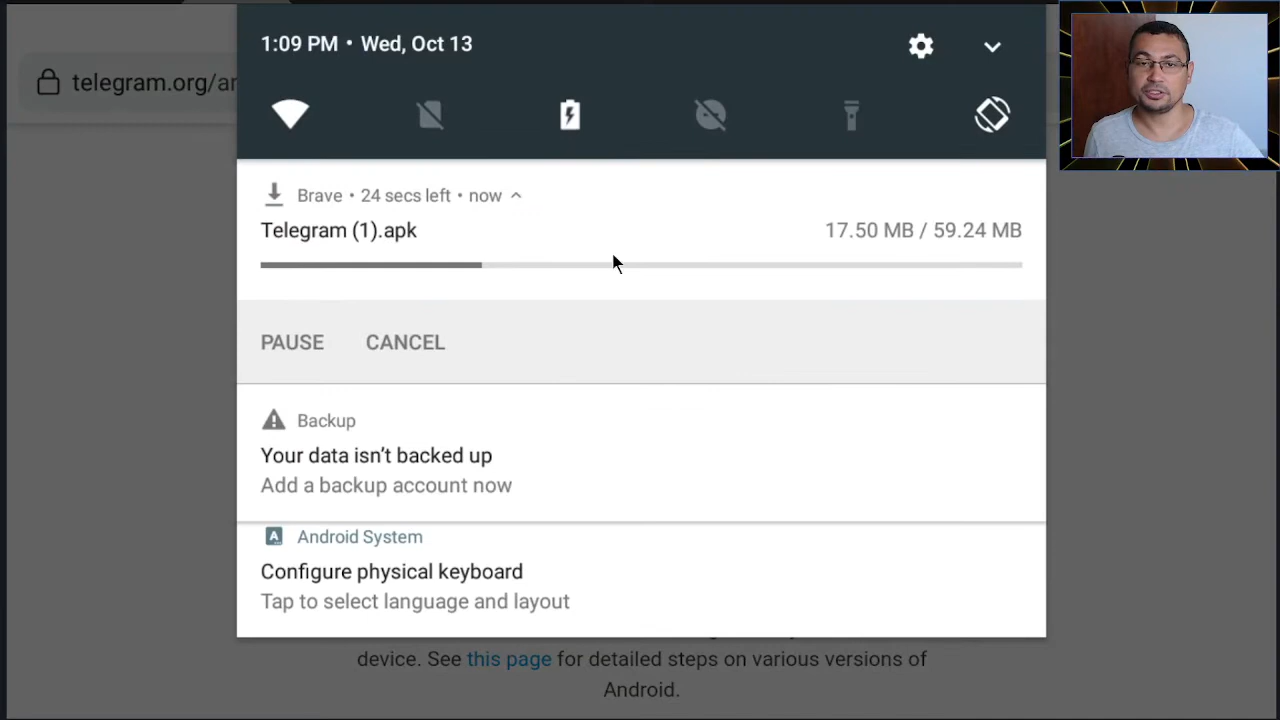 1:09 PM • Wed, Oct 13
telegram.org/an
Brave • 24 secs left • now
Telegram (1).apk
17.50 MB / 59.24 MB
PAUSE CANCEL
Backup
Your data isn't backed up
Add a backup account now
Android System
Configure physical keyboard
Tap to select language and layout
device. See this page for detailed steps on various versions of
Android.